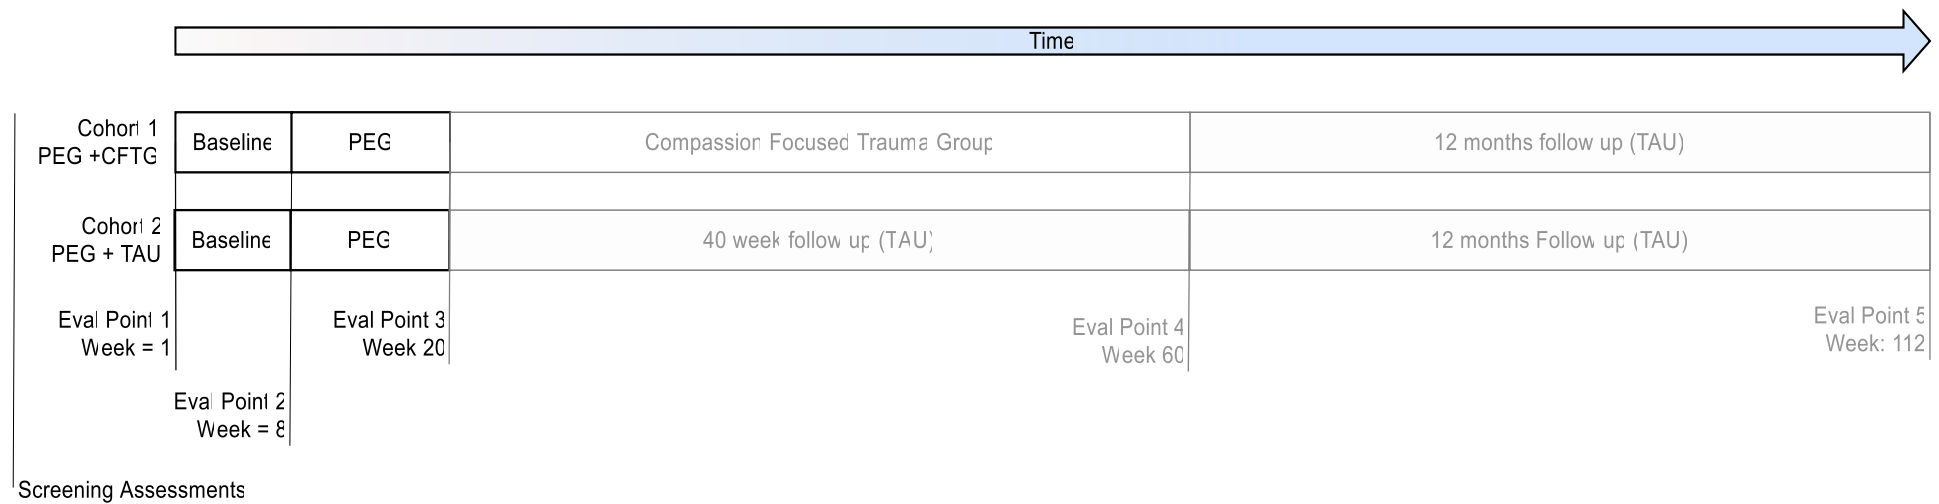 Time
Cohort 1
PEG +CFTG
Baseline
PEG
Compassion Focused Trauma Group
12 months follow up (TAU)
Cohort 2
PEG + TAU
Baseline
PEG
40 week follow up (TAU)
12 months Follow up (TAU)
Eval Point 1
Week = 1
Eval Point 3
Week 20
Eval Point 4
Week 60
Eval Point 5
Week: 112
Eval Point 2
Week = 8
Screening Assessments